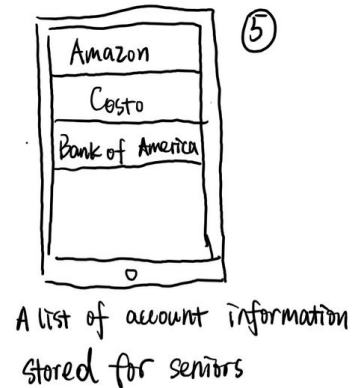 5
Amazon
Costo
Bank of America
A list of account information
stored for seniors